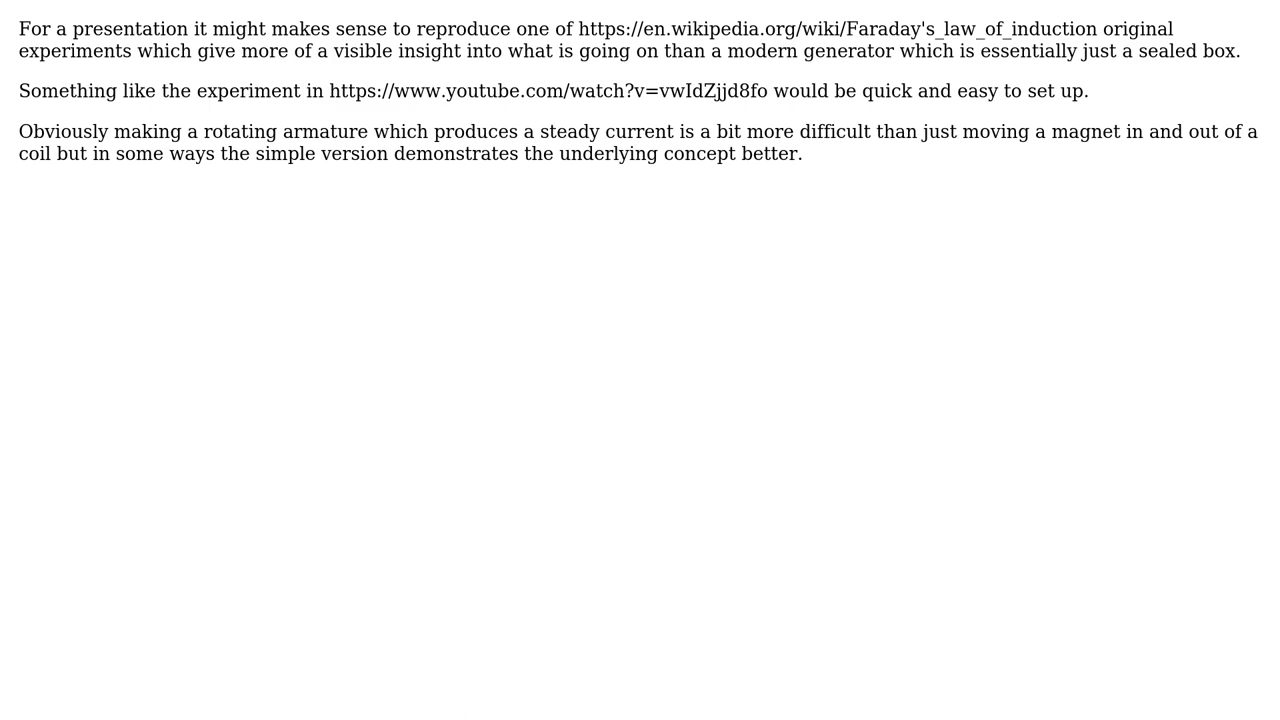 For a presentation it might makes sense to reproduce one of https://en.wikipedia.org/wiki/Faraday's_law_of_induction original
experiments which give more of a visible insight into what is going on than a modern generator which is essentially just a sealed box.
Something like the experiment in https://www.youtube.com/watch?v=vwIdZjjd8fo would be quick and easy to set up.
Obviously making a rotating armature which produces a steady current is a bit more difficult than just moving a magnet in and out of a
coil but in some ways the simple version demonstrates the underlying concept better.